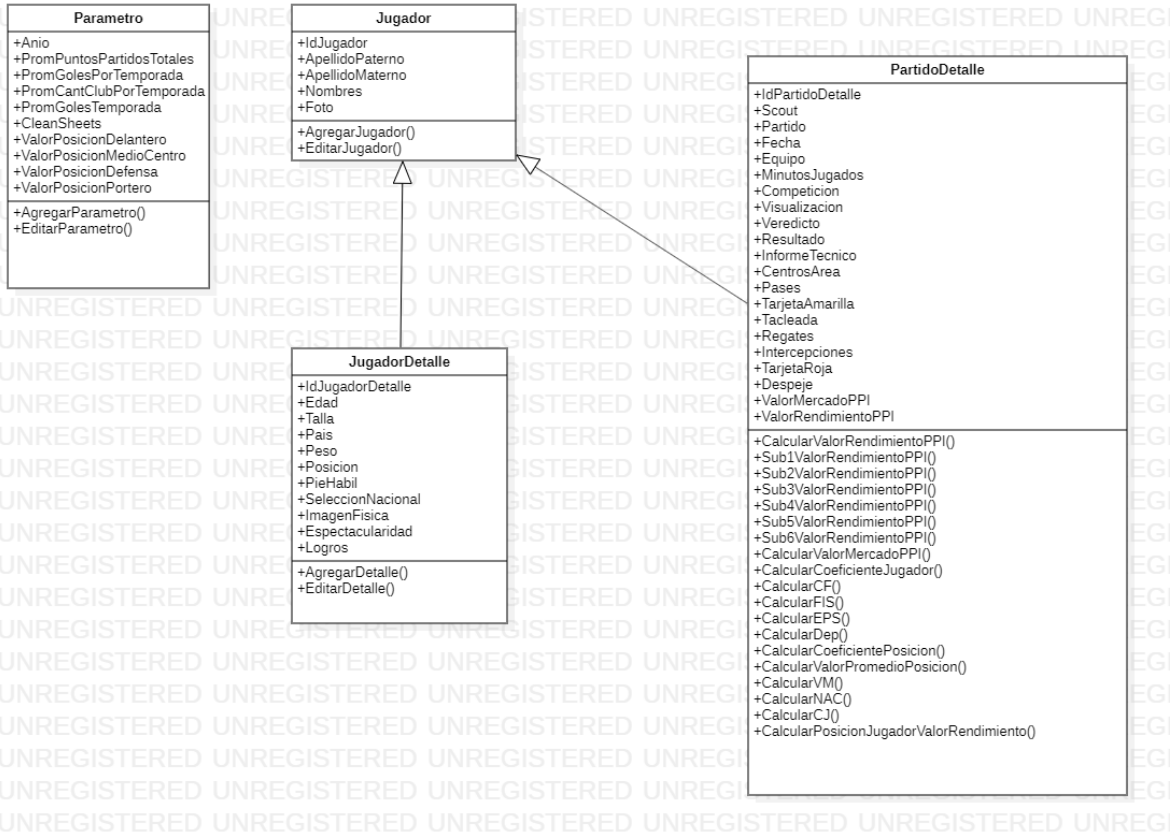 Parametro
+Anio
+PromPuntosPartidosTotales
+PromGolesPorTemporada
+PromCantClubPorTemporada
+PromGolesTemporada
+CleanSheets
+ValorPosicionDelantero
+ValorPosicionMedioCentro
+ValorPosicionDefensa
+ValorPosicionPortero
+AgregarParametro()
+EditarParametro()
Jugador
+IdJugador
+ApellidoPaterno
+ApellidoMaterno
+Nombres
+Foto
+AgregarJugador()
+EditarJugador()
JugadorDetalle
+IdJugadorDetalle
+Edad
+Talla
+Pais
+Peso
+Posicion
+PieHabil
+SeleccionNacional
+ImagenFisica
+Espectacularidad
+Logros
+AgregarDetalle()
+EditarDetalle()
PartidoDetalle
+IdPartidoDetalle
+Scout
+Partido
+Fecha
+Equipo
+MinutosJugados
+Competicion
+Visualizacion
+Veredicto
+Resultado
+InformeTecnico
+CentrosArea
+Pases
+TarjetaAmarilla
+Tacleada
+Regates
+Intercepciones
+TarjetaRoja
+Despeje
+ValorMercadoPPI
+ValorRendimientoPPI
+CalcularValorRendimientoPPI()
+Sub1ValorRendimientoPPI()
+Sub2ValorRendimientoPPI()
+Sub3ValorRendimientoPPI()
+Sub4ValorRendimientoPPI()
+Sub5ValorRendimientoPPI()
+Sub6ValorRendimientoPPI()
+CalcularValorMercadoPPI()
+CalcularCoeficienteJugador()
+CalcularCF()
+CalcularFIS()
+CalcularEPS()
+CalcularDep()
+CalcularCoeficientePosicion()
+CalcularValorPromedioPosicion()
+CalcularVM()
+CalcularNAC()
+CalcularCJ()
+CalcularPosicionJugadorValorRendimiento()
UNREGISTERED